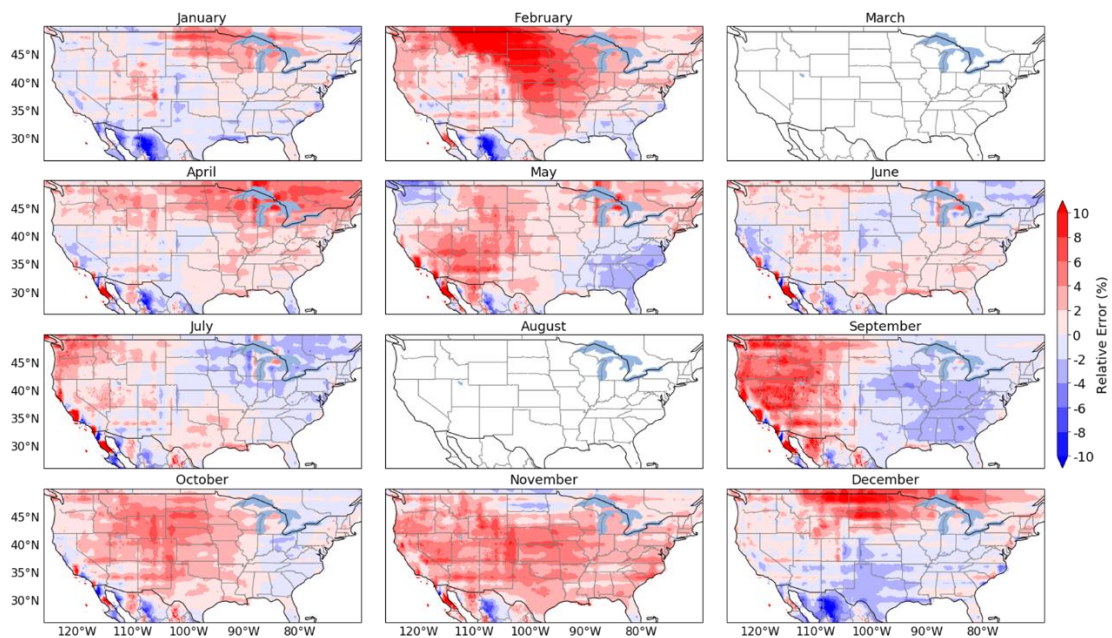 January
February
March
45°N
40°N
35°N
30°N
April
May
June
45°N
40°N
35°N
30°N
July
August
September
45°N
40°N
35°N
30°N
October
November
December
45°N
40°N
35°N
30°N
120°W 110°W 100°W 90°W 80°W
120°W 110°W 100°W 90°W 80°W
120°W 110°W 100°W 90°W 80°W
10
8
6
4
2
0
-2
-4
-6
-8
-10
Relative Error (%)